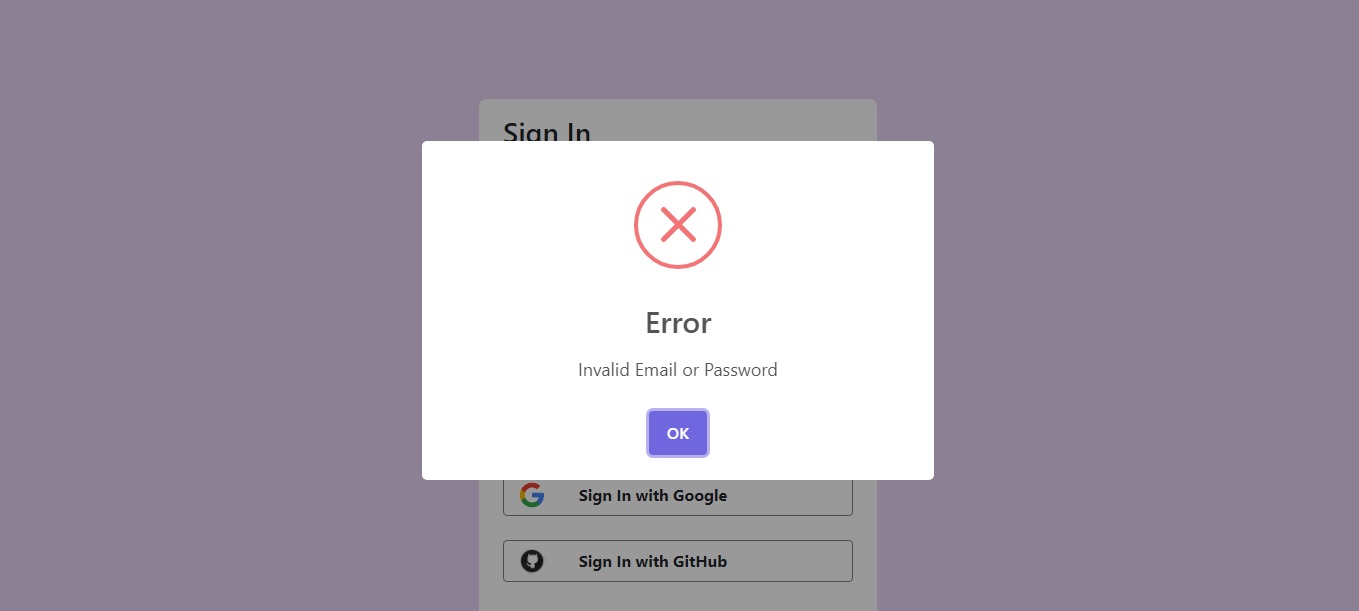 Sign In
Error
Invalid Email or Password
OK
Sign In with Google
Sign In with GitHub